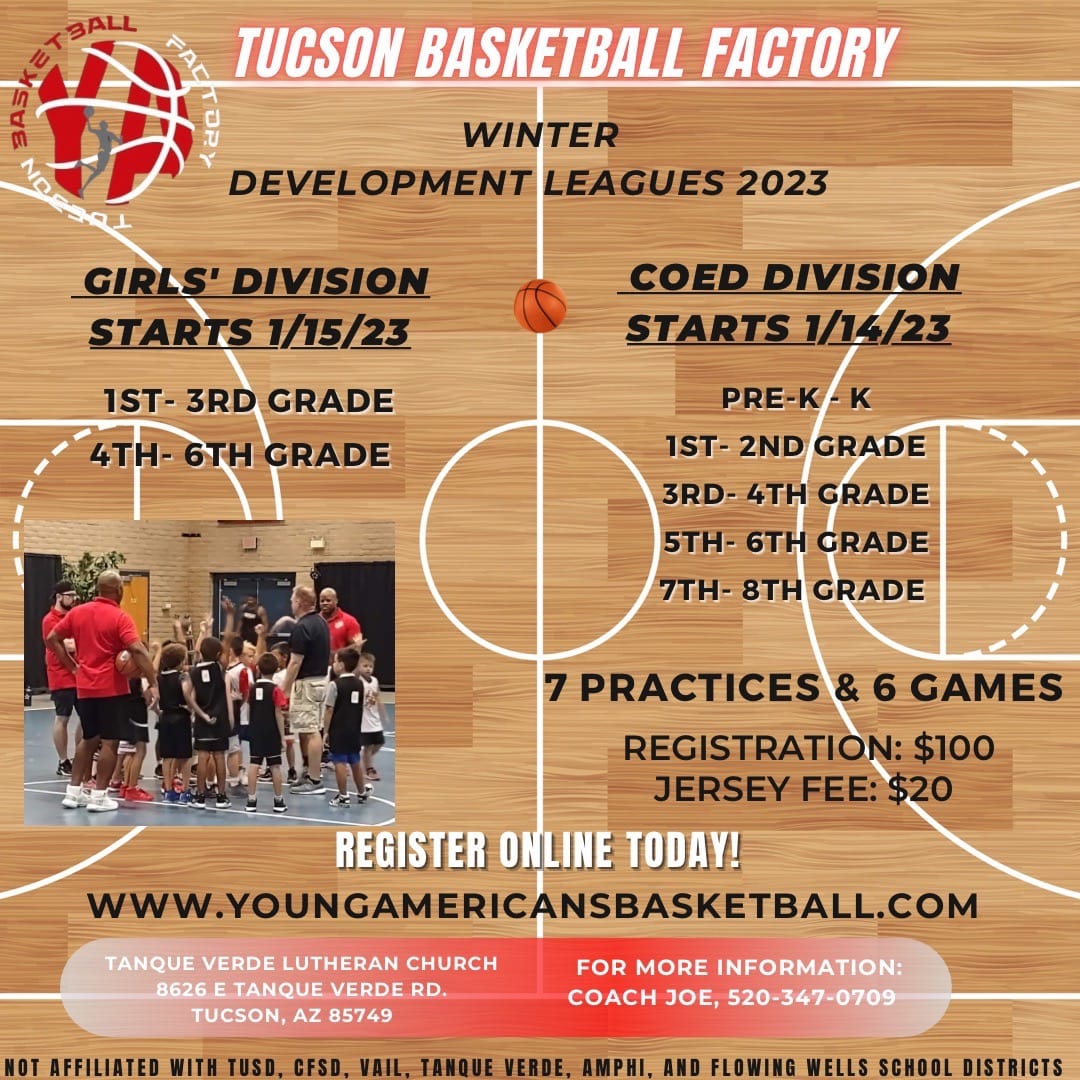 TUCSON BASKETBALL FACTORY
YA
TUCSON BASKETBALL FACTORY
WINTER
DEVELOPMENT LEAGUES 2023
GIRLS' DIVISION
STARTS 1/15/23
1ST- 3RD GRADE
4TH- 6TH GRADE
COED DIVISION
STARTS 1/14/23
PRE-K - K
1ST- 2ND GRADE
3RD- 4TH GRADE
5TH- 6TH GRADE
7TH- 8TH GRADE
7 PRACTICES & 6 GAMES
REGISTRATION: $100
JERSEY FEE: $20
REGISTER ONLINE TODAY!
WWW.YOUNGAMERICANSBASKETBALL.COM
TANQUE VERDE LUTHERAN CHURCH
8626 E TANQUE VERDE RD.
TUCSON, AZ 85749
FOR MORE INFORMATION:
COACH JOE, 520-347-0709
NOT AFFILIATED WITH TUSD, CFSD, VAIL, TANQUE VERDE, AMPHI, AND FLOWING WELLS SCHOOL DISTRICTS